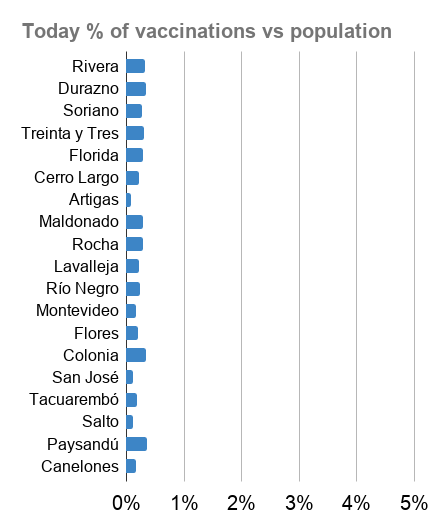 Today % of vaccinations vs population
Rivera
Durazno
Soriano
Treinta y Tres
Florida
Cerro Largo
Artigas
Maldonado
Rocha
Lavalleja
Río Negro
Montevideo
Flores
Colonia
San José
Tacuarembó
Salto
Paysandú
Canelones
0% 1% 2% 3% 4% 5%